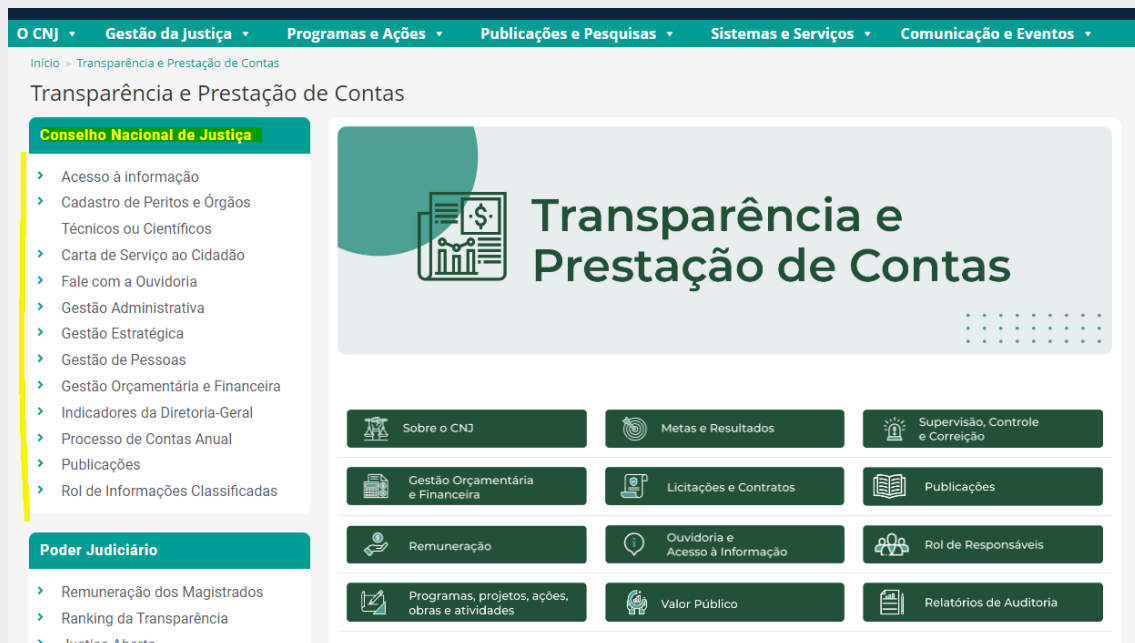 O CNJ
Gestão da Justiça
Programas e Ações
Publicações e Pesquisas
Sistemas e Serviços
Comunicação e Eventos
Início » Transparência e Prestação de Contas
Transparência e Prestação de Contas
Conselho Nacional de Justiça
Acesso à informação
Cadastro de Peritos e Órgãos
Técnicos ou Científicos
Carta de Serviço ao Cidadão
Fale com a Ouvidoria
Gestão Administrativa
Gestão Estratégica
Gestão de Pessoas
Gestão Orçamentária e Financeira
Indicadores da Diretoria-Geral
Processo de Contas Anual
Publicações
Rol de Informações Classificadas
Poder Judiciário
Remuneração dos Magistrados
Ranking da Transparência
Transparência e
Prestação de Contas
Sobre o CNJ
Metas e Resultados
Supervisão, Controle
e Correição
Gestão Orçamentária
e Financeira
Licitações e Contratos
Publicações
Remuneração
Ouvidoria e
Acesso à Informação
Rol de Responsáveis
Programas, projetos, ações,
obras e atividades
Valor Público
Relatórios de Auditoria